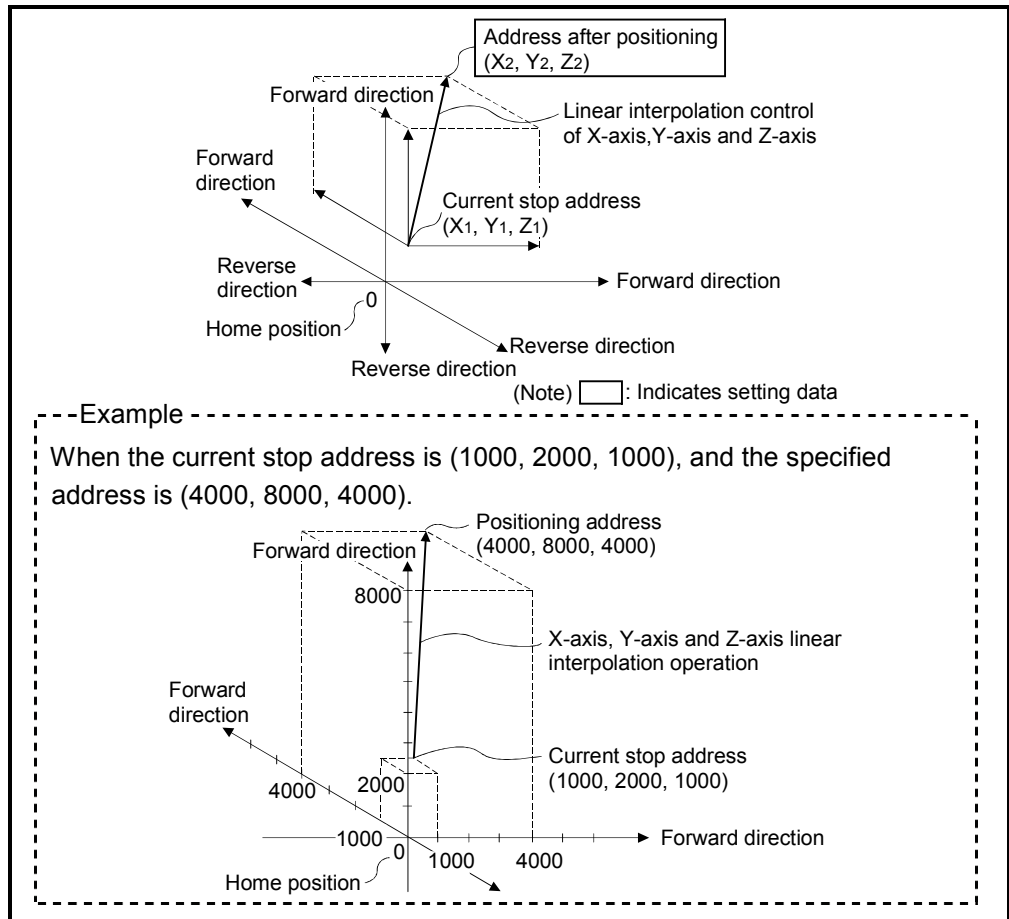 Address after positioning
(X2, Y2, Z2)
Forward direction
Linear interpolation control
of X-axis,Y-axis and Z-axis
Forward
direction
Current stop address
(X1, Y1, Z1)
Reverse
direction
Forward direction
0
Home position
Reverse direction
Reverse direction
(Note) : Indicates setting data
Example
When the current stop address is (1000, 2000, 1000), and the specified
address is (4000, 8000, 4000).
Positioning address
(4000, 8000, 4000)
Forward direction
8000
X-axis, Y-axis and Z-axis linear
interpolation operation
Forward
direction
Current stop address
(1000, 2000, 1000)
4000
2000
1000
Forward direction
0
1000
4000
Home position